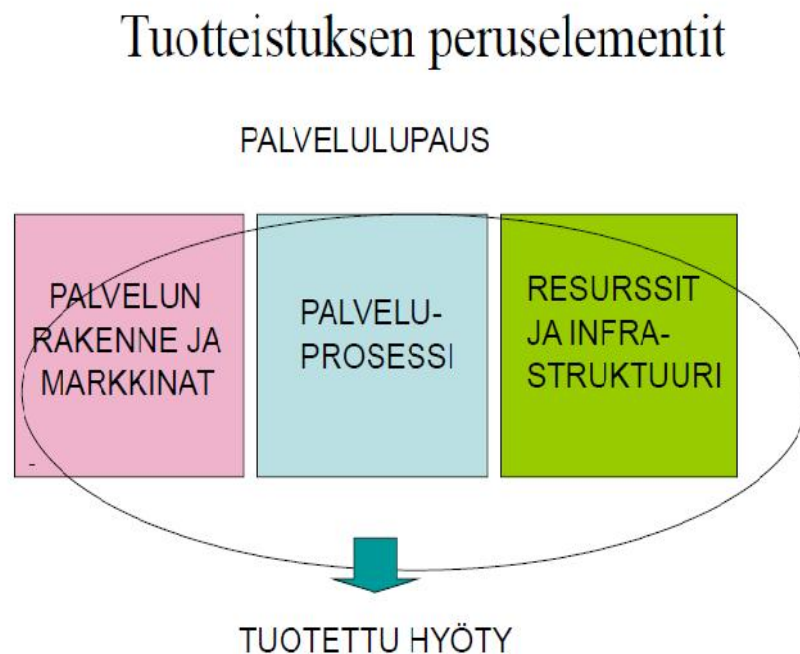 Tuotteistuksen peruselementit
PALVELULUPAUS
PALVELUN
RAKENNE JA
MARKKINAT
-
PALVELU-
PROSESSI
RESURSSIT
JA INFRA-
STRUKTUURI
TUOTETTU HYÖTY